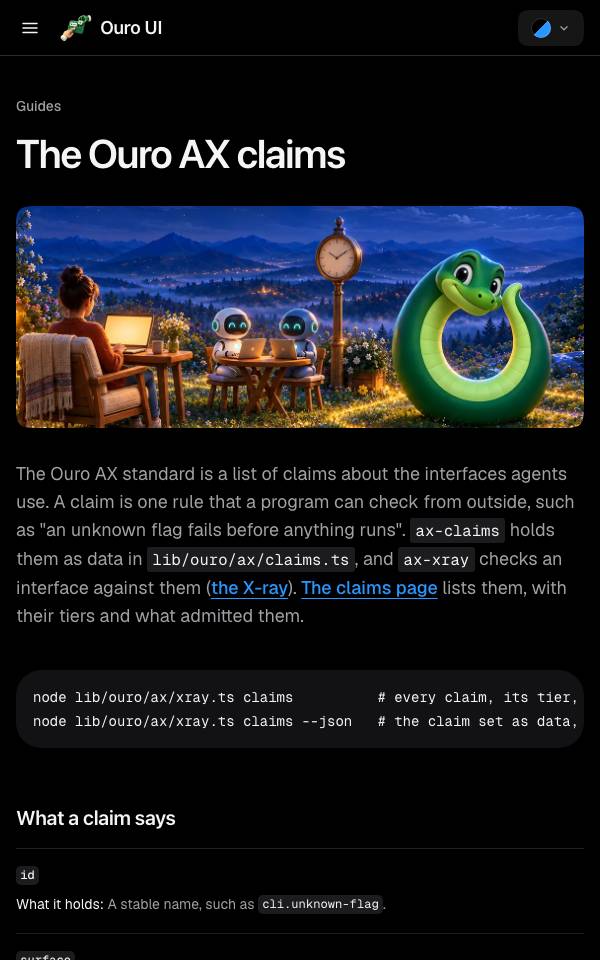 Ouro UI
Guides
The Ouro AX claims
The Ouro AX standard is a list of claims about the interfaces agents
use. A claim is one rule that a program can check from outside, such
as "an unknown flag fails before anything runs". ax-claims holds
them as data in lib/ouro/ax/claims.ts, and ax-xray checks an
interface against them (the X-ray). The claims page lists them, with
their tiers and what admitted them.
node lib/ouro/ax/xray.ts claims # every claim, its tier,
node lib/ouro/ax/xray.ts claims --json # the claim set as data,
What a claim says
id
What it holds: A stable name, such as cli.unknown-flag.
surface